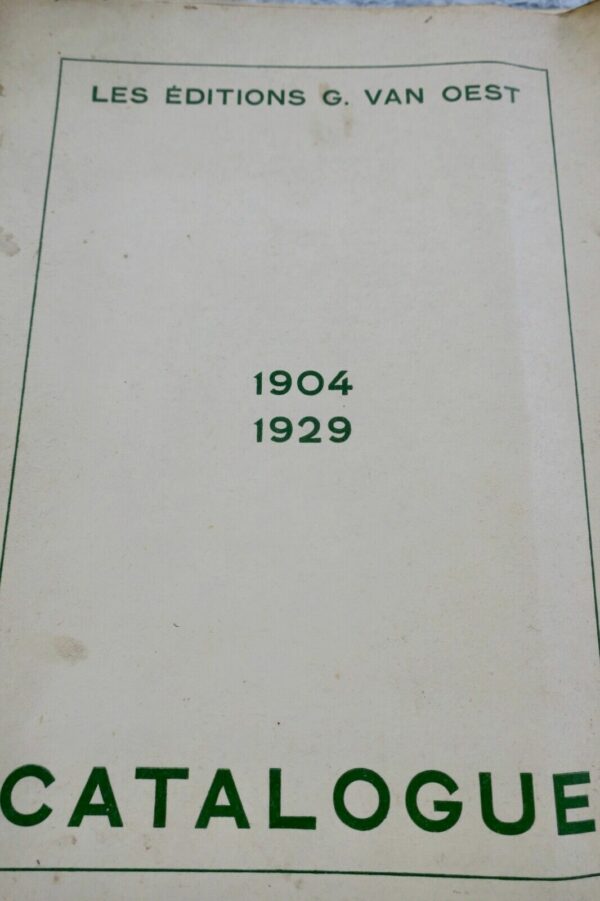 LES ÉDITIONS G. VAN OEST
1904
1929
CATALOGUE